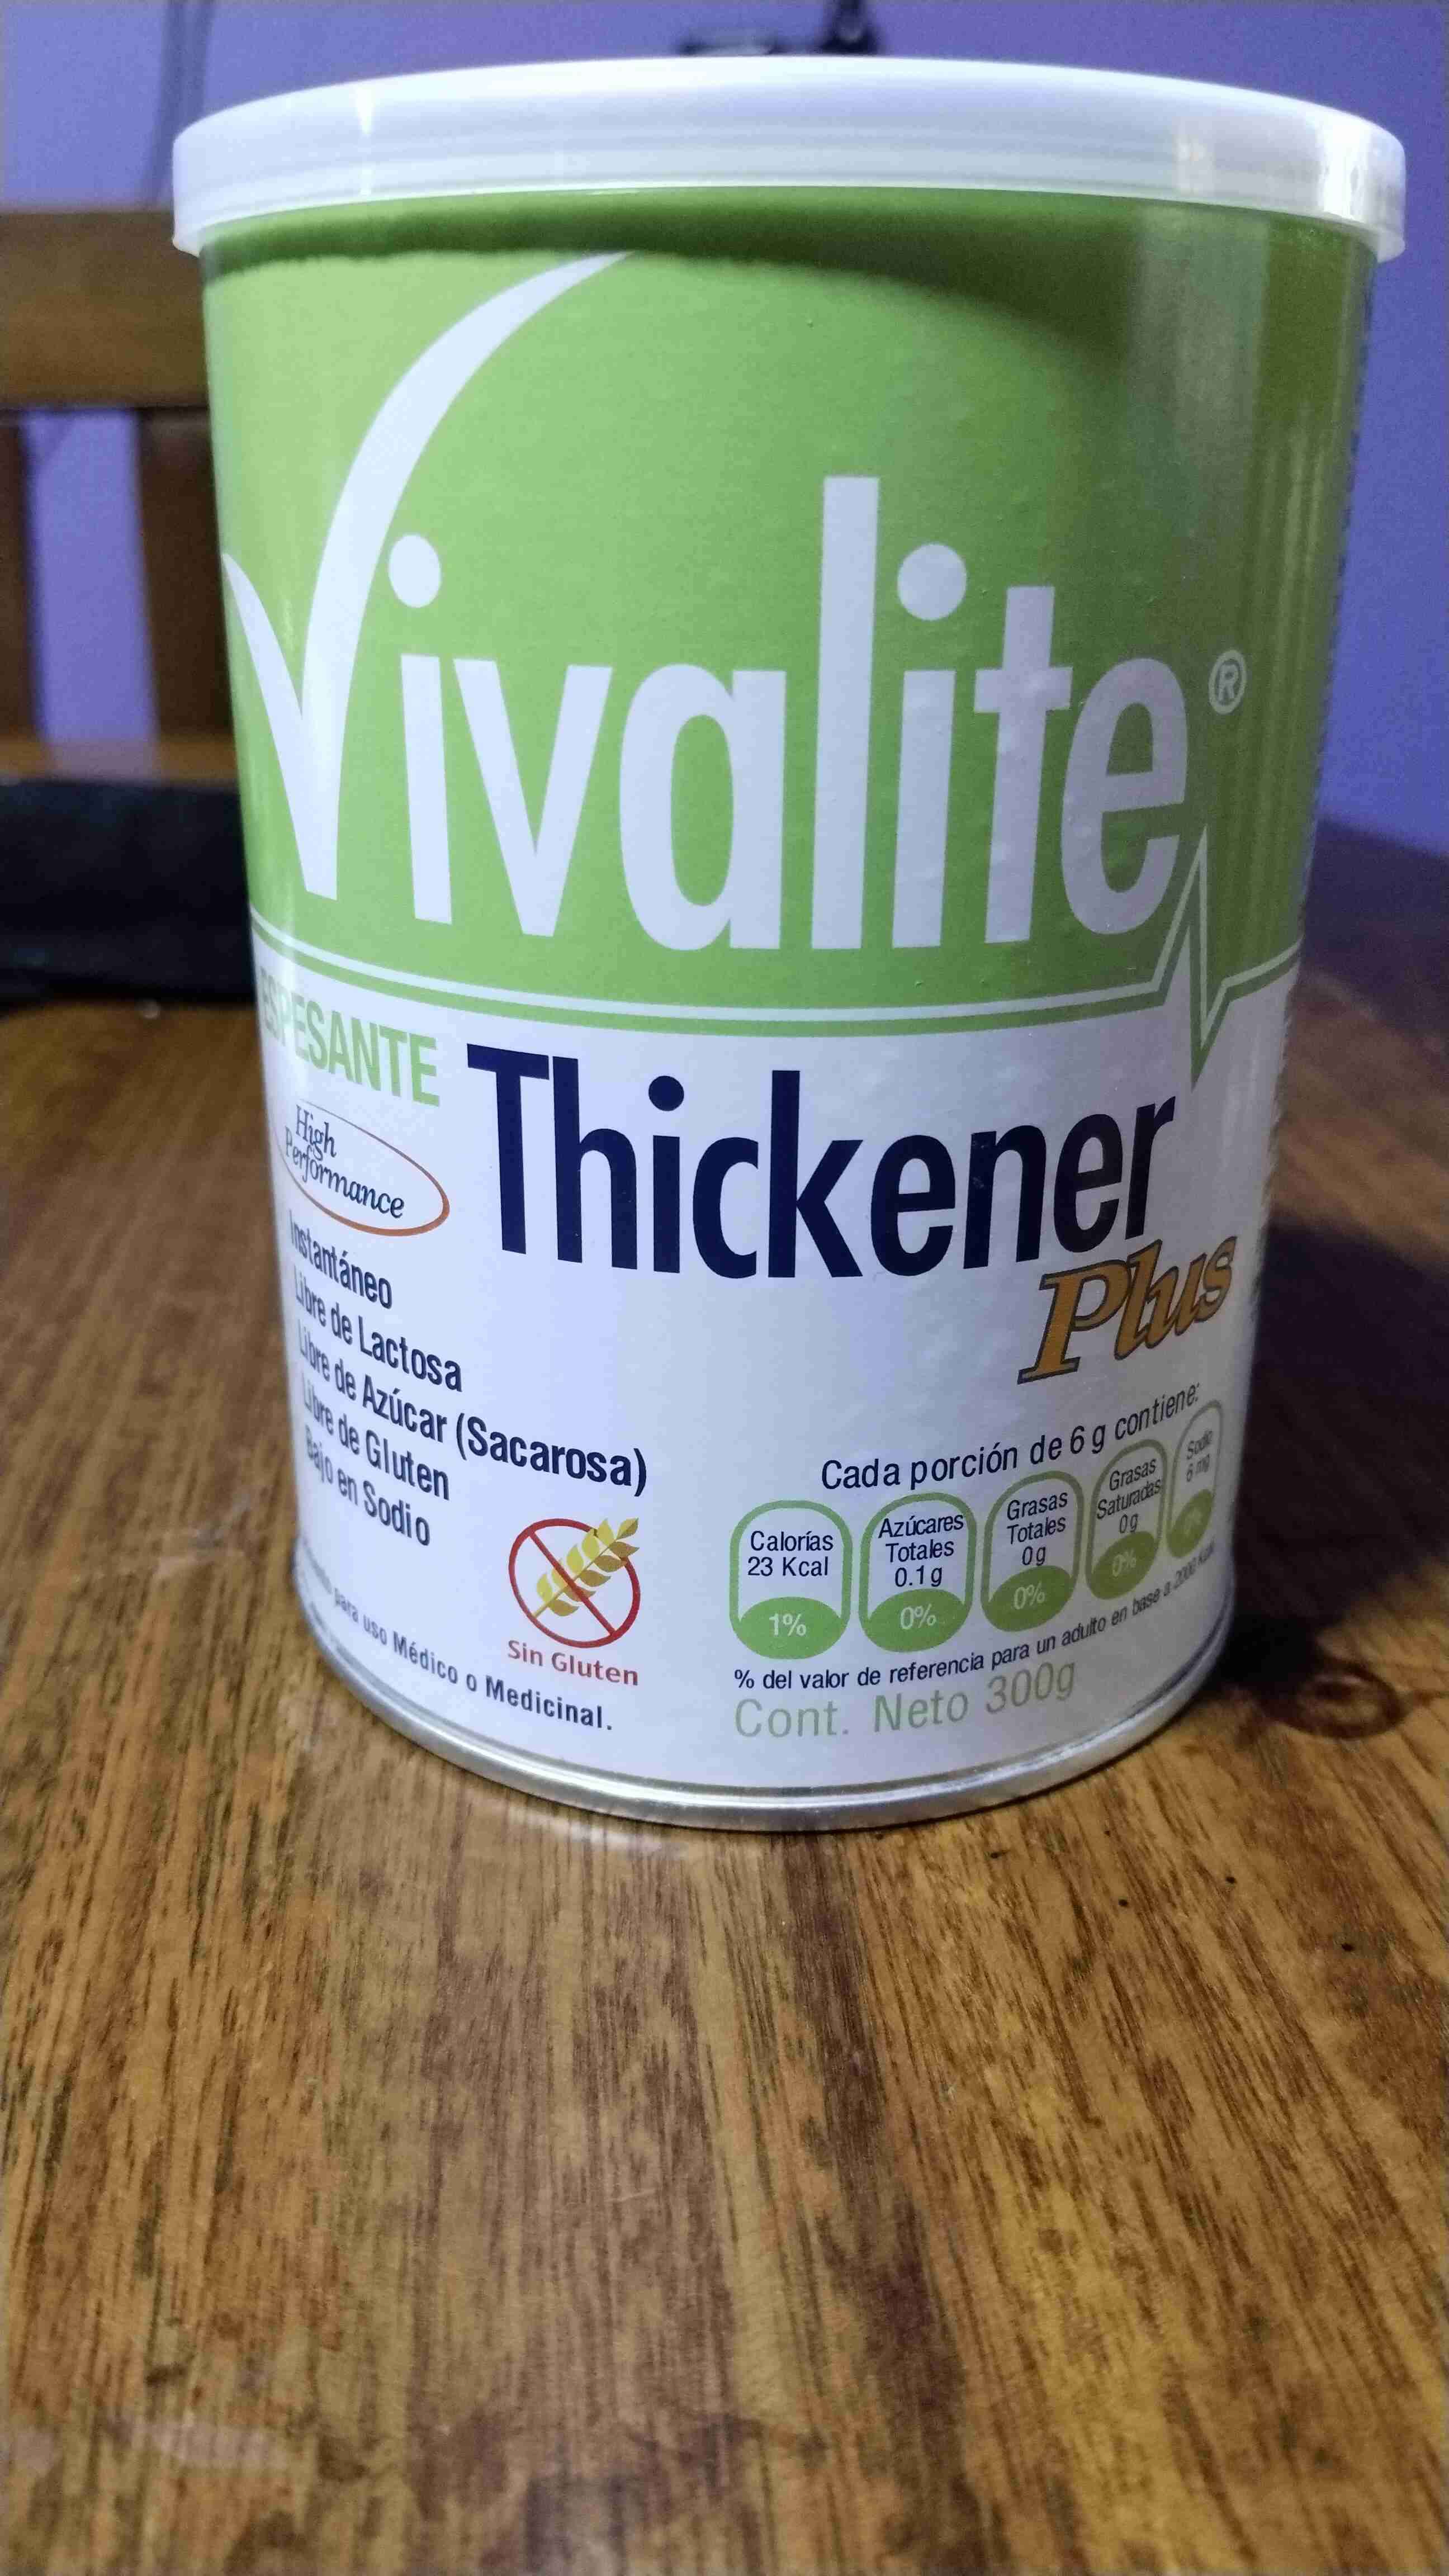 Vivalite®
ESPESANTE
Thickener
Plus
High
Performance
Instantáneo
Libre de Lactosa
Libre de Azúcar (Sacarosa)
Libre de Gluten
Bajo en Sodio
Sin Gluten
para uso Médico o Medicinal.
Cada porción de 6 g contiene:
Calorías
23 Kcal
1%
Azúcares
Totales
0.1 g
0%
Grasas
Totales
0 g
0%
Grasas
Saturadas
0 g
0%
Sodio
6 mg
% del valor de referencia para un adulto en base a 2000 Kcal
Cont. Neto 300g